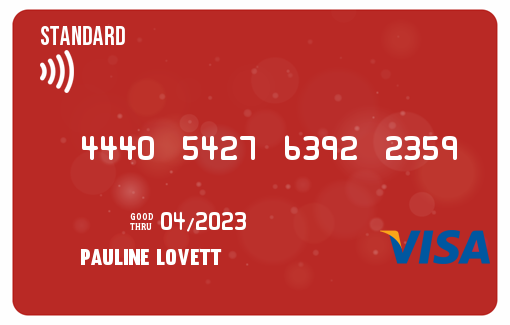 STANDARD
4440 5427 6392 2359
GOOD THRU 04/2023
PAULINE LOVETT
VISA